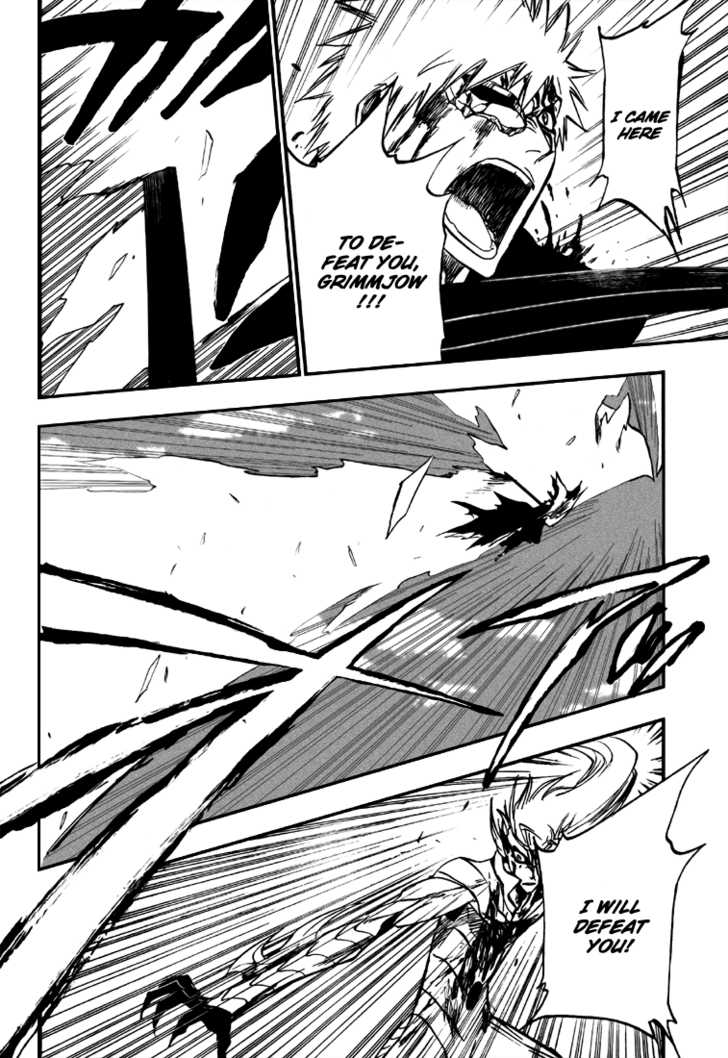 I CAME
HERE
TO DE-
FEAT YOU,
GRIMMJOW
!!!
I WILL
DEFEAT
YOU!